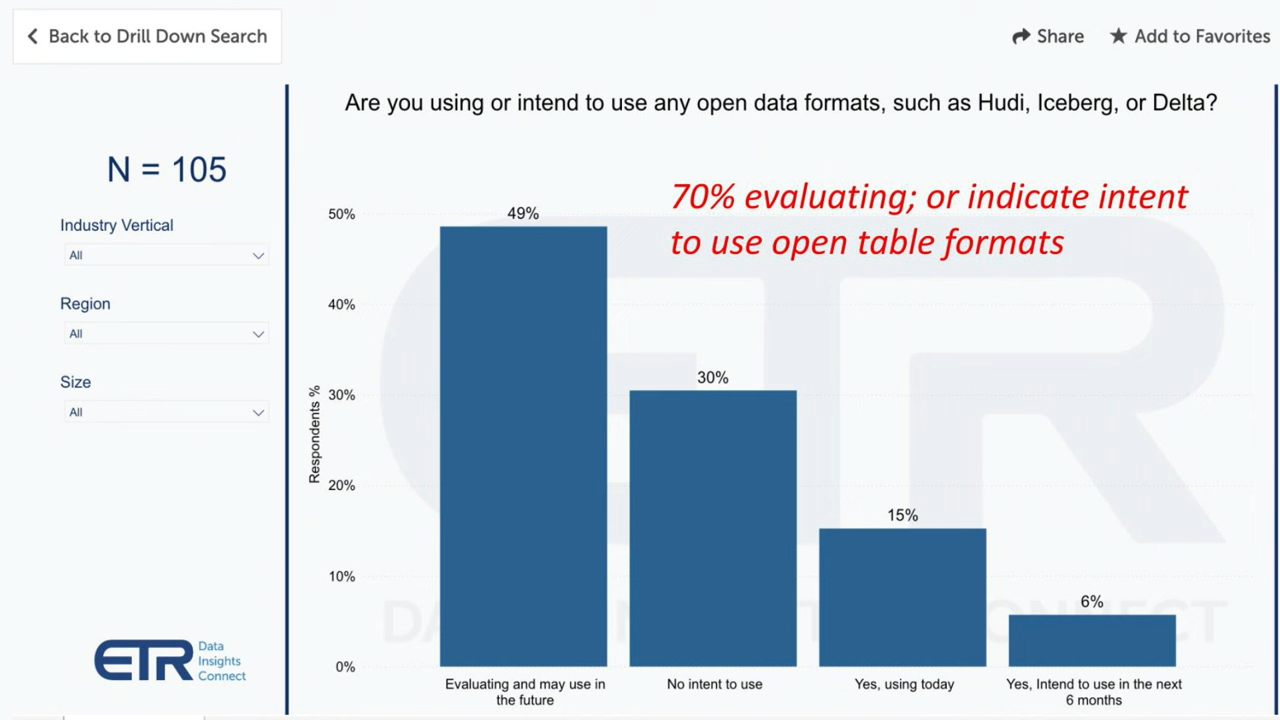 Back to Drill Down Search
Share
Add to Favorites
Are you using or intend to use any open data formats, such as Hudi, Iceberg, or Delta?
N = 105
Industry Vertical
All
Region
All
Size
All
70% evaluating; or indicate intent
to use open table formats
Respondents %
50%
40%
30%
20%
10%
0%
49%
30%
15%
6%
Evaluating and may use in
the future
No intent to use
Yes, using today
Yes, Intend to use in the next
6 months
ETR
Data
Insights
Connect
ETR